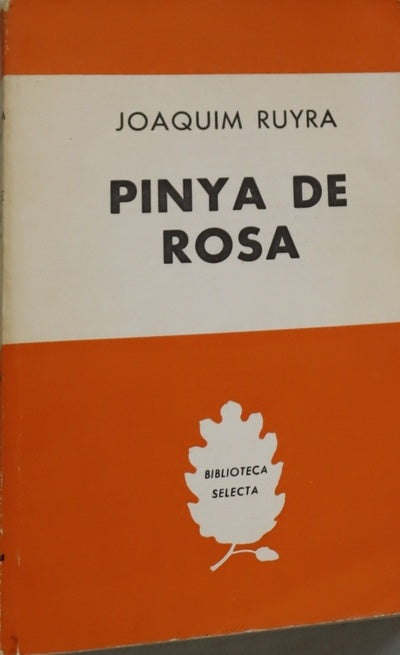 JOAQUIM RUYRA
PINYA DE
ROSA
BIBLIOTECA
SELECTA